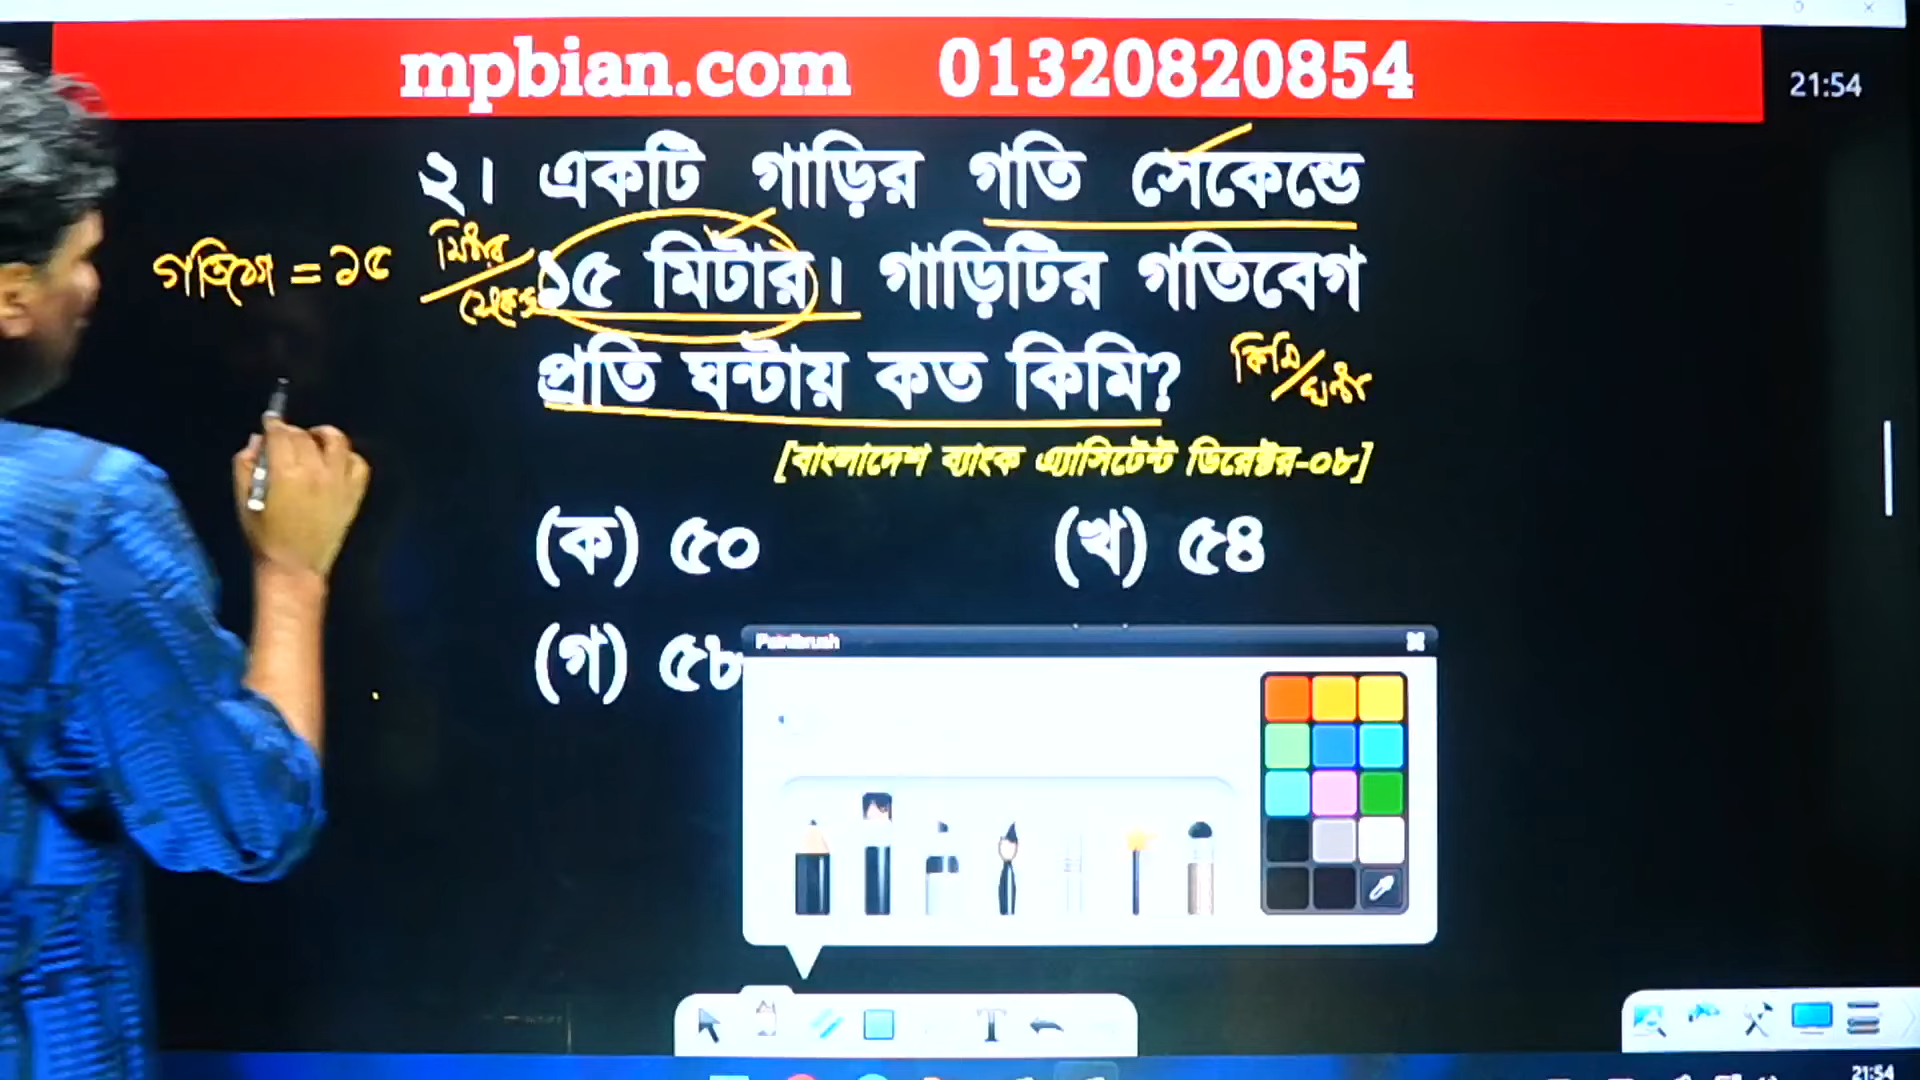 mpbian.com 01320820854
21:54
২। একটি গাড়ির গতি সেকেন্ডে
১৫ মিটার। গাড়িটির গতিবেগ
প্রতি ঘন্টায় কত কিমি?
গতিবেগ = ১৫ মিটার/সেকেন্ড
কিমি/ঘন্টা
[বাংলাদেশ ব্যাংক এ্যাসিটেন্ট ডিরেক্টর-০৮]
(ক) ৫০ (খ) ৫৪
(গ) ৫৮
Paintbrush
T
21:54